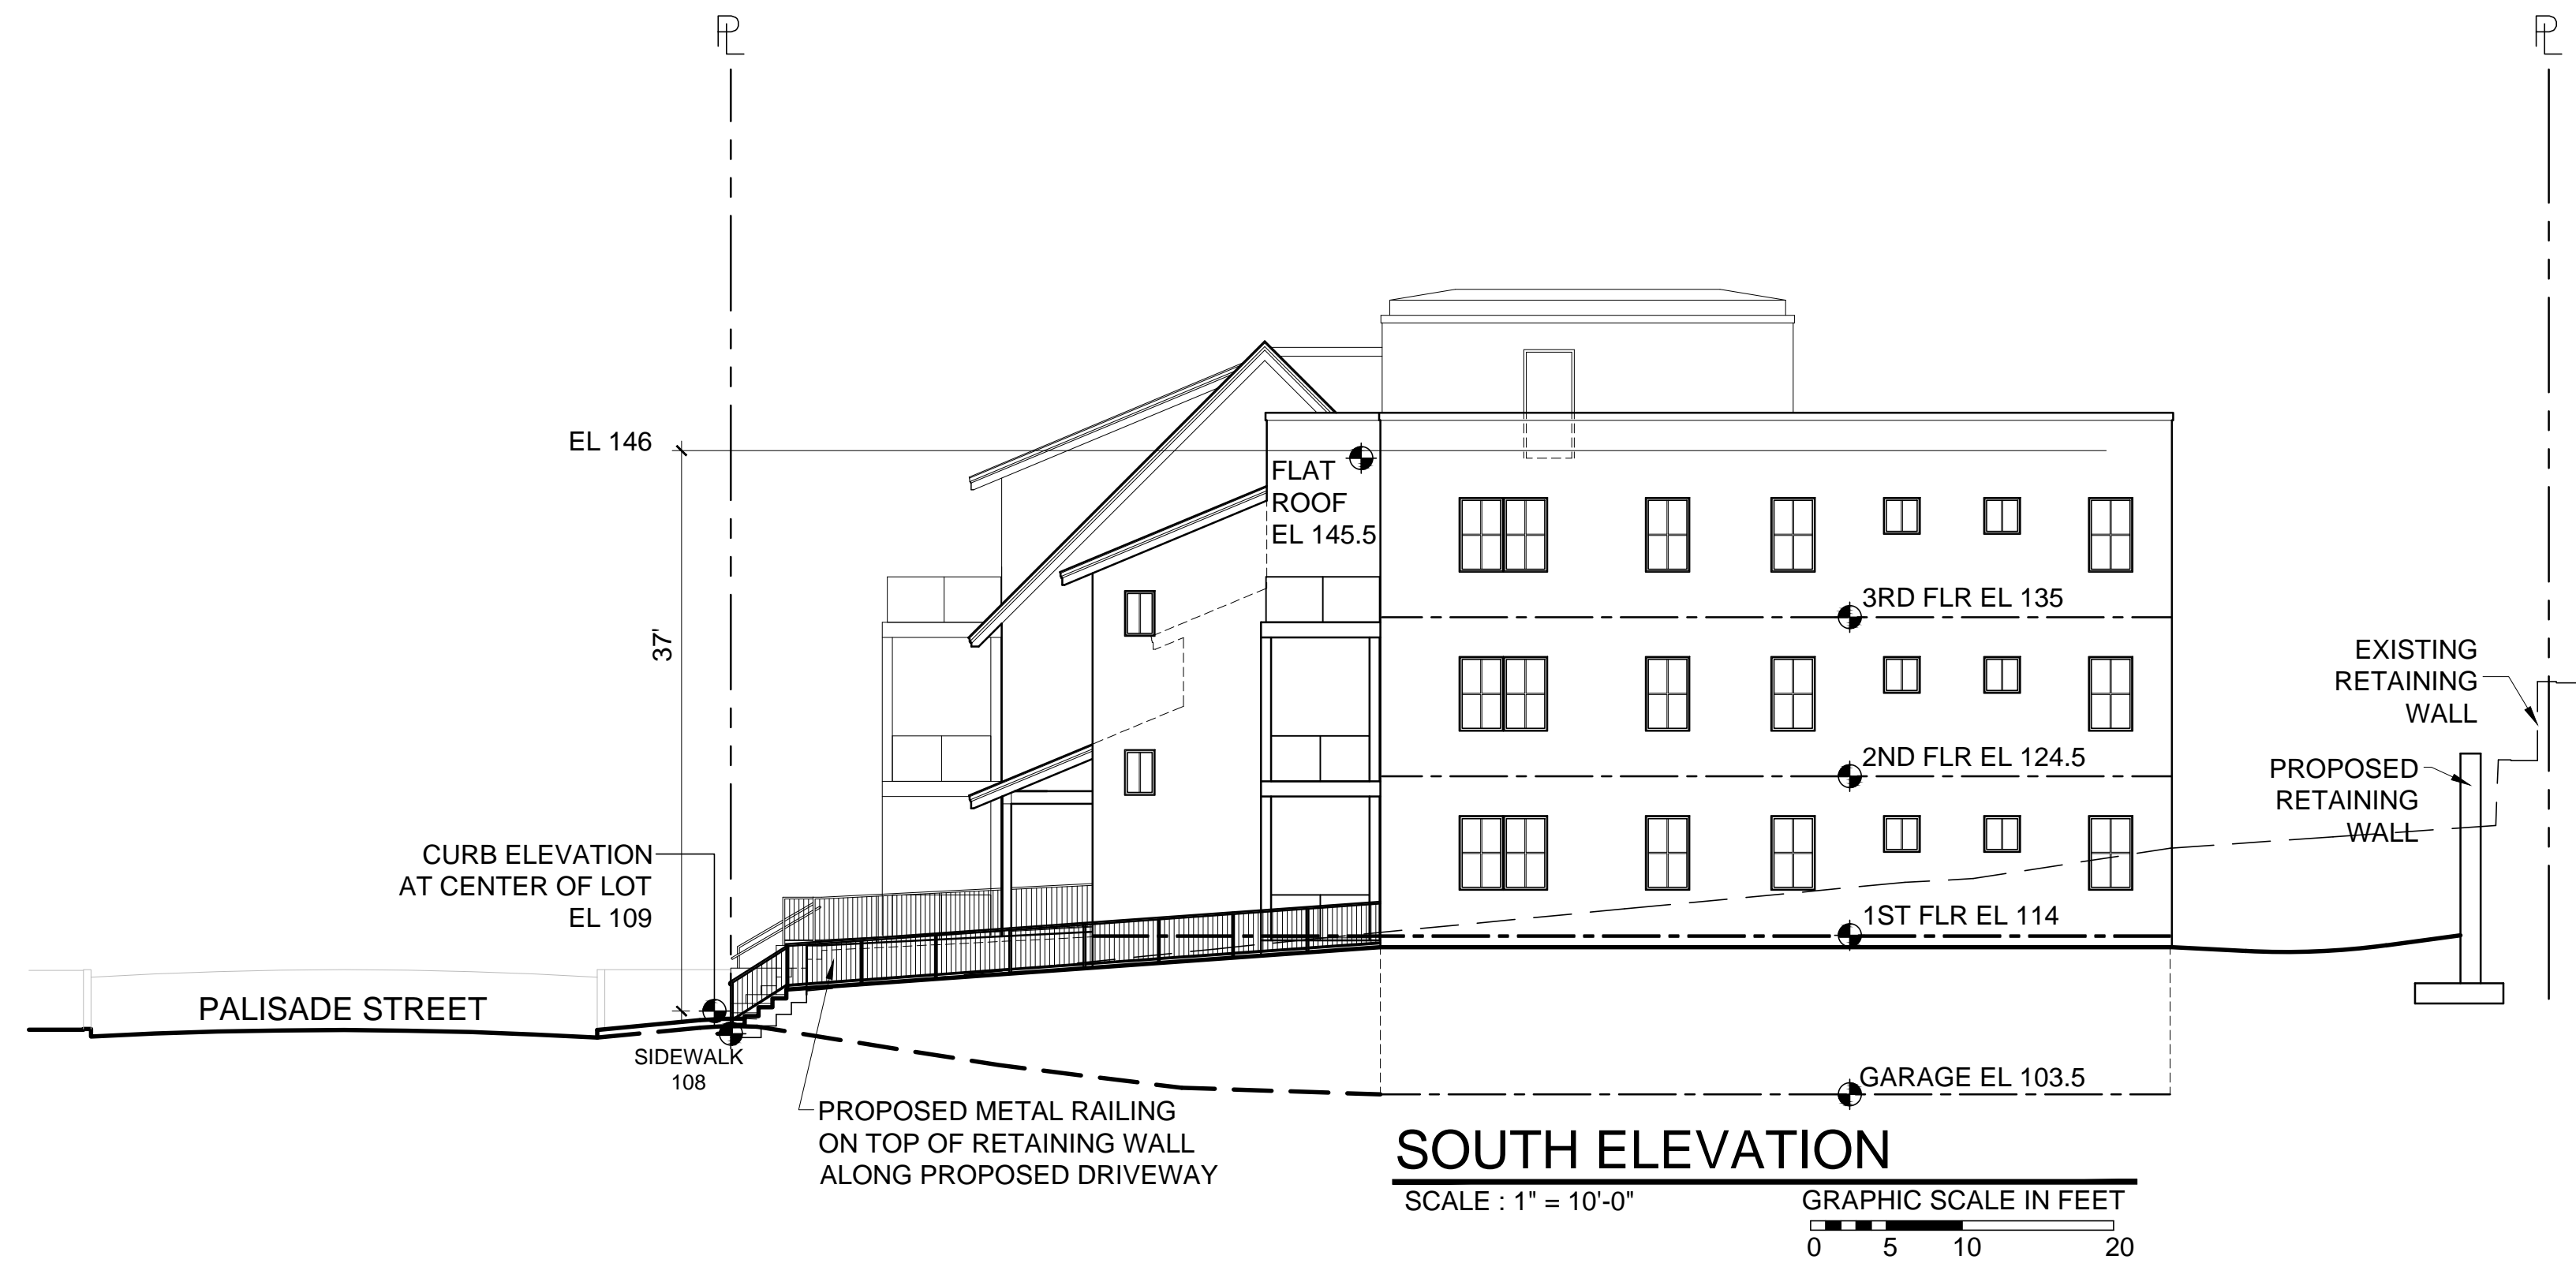 PL
PL
EL 146
FLAT
ROOF
EL 145.5
3RD FLR EL 135
37'
EXISTING
RETAINING
WALL
2ND FLR EL 124.5
PROPOSED
RETAINING
WALL
CURB ELEVATION
AT CENTER OF LOT
EL 109
1ST FLR EL 114
PALISADE STREET
SIDEWALK
108
GARAGE EL 103.5
PROPOSED METAL RAILING
ON TOP OF RETAINING WALL
ALONG PROPOSED DRIVEWAY
SOUTH ELEVATION
SCALE : 1" = 10'-0"
GRAPHIC SCALE IN FEET
0 5 10 20